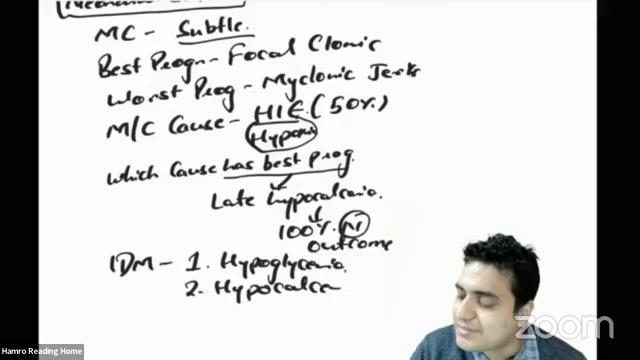 MC - Subtle.
Best Progn - Focal Clonic
Worst Prog - Myclonic Jerks
M/C Cause - HIE (50%)
Hypoxia
Which Cause has best prog.
Late hypocalcemia.
100% N
outcome
IDM - 1. Hypoglycemia.
2. Hypocalce
Hamro Reading Home
zoom